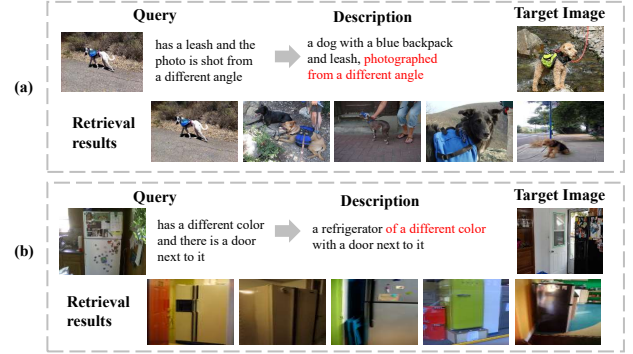 Query
Description
Target Image
(a)
has a leash and the
photo is shot from
a different angle
a dog with a blue backpack
and leash, photographed
from a different angle
Retrieval
results
Query
Description
Target Image
(b)
has a different color
and there is a door
next to it
a refrigerator of a different color
with a door next to it
Retrieval
results